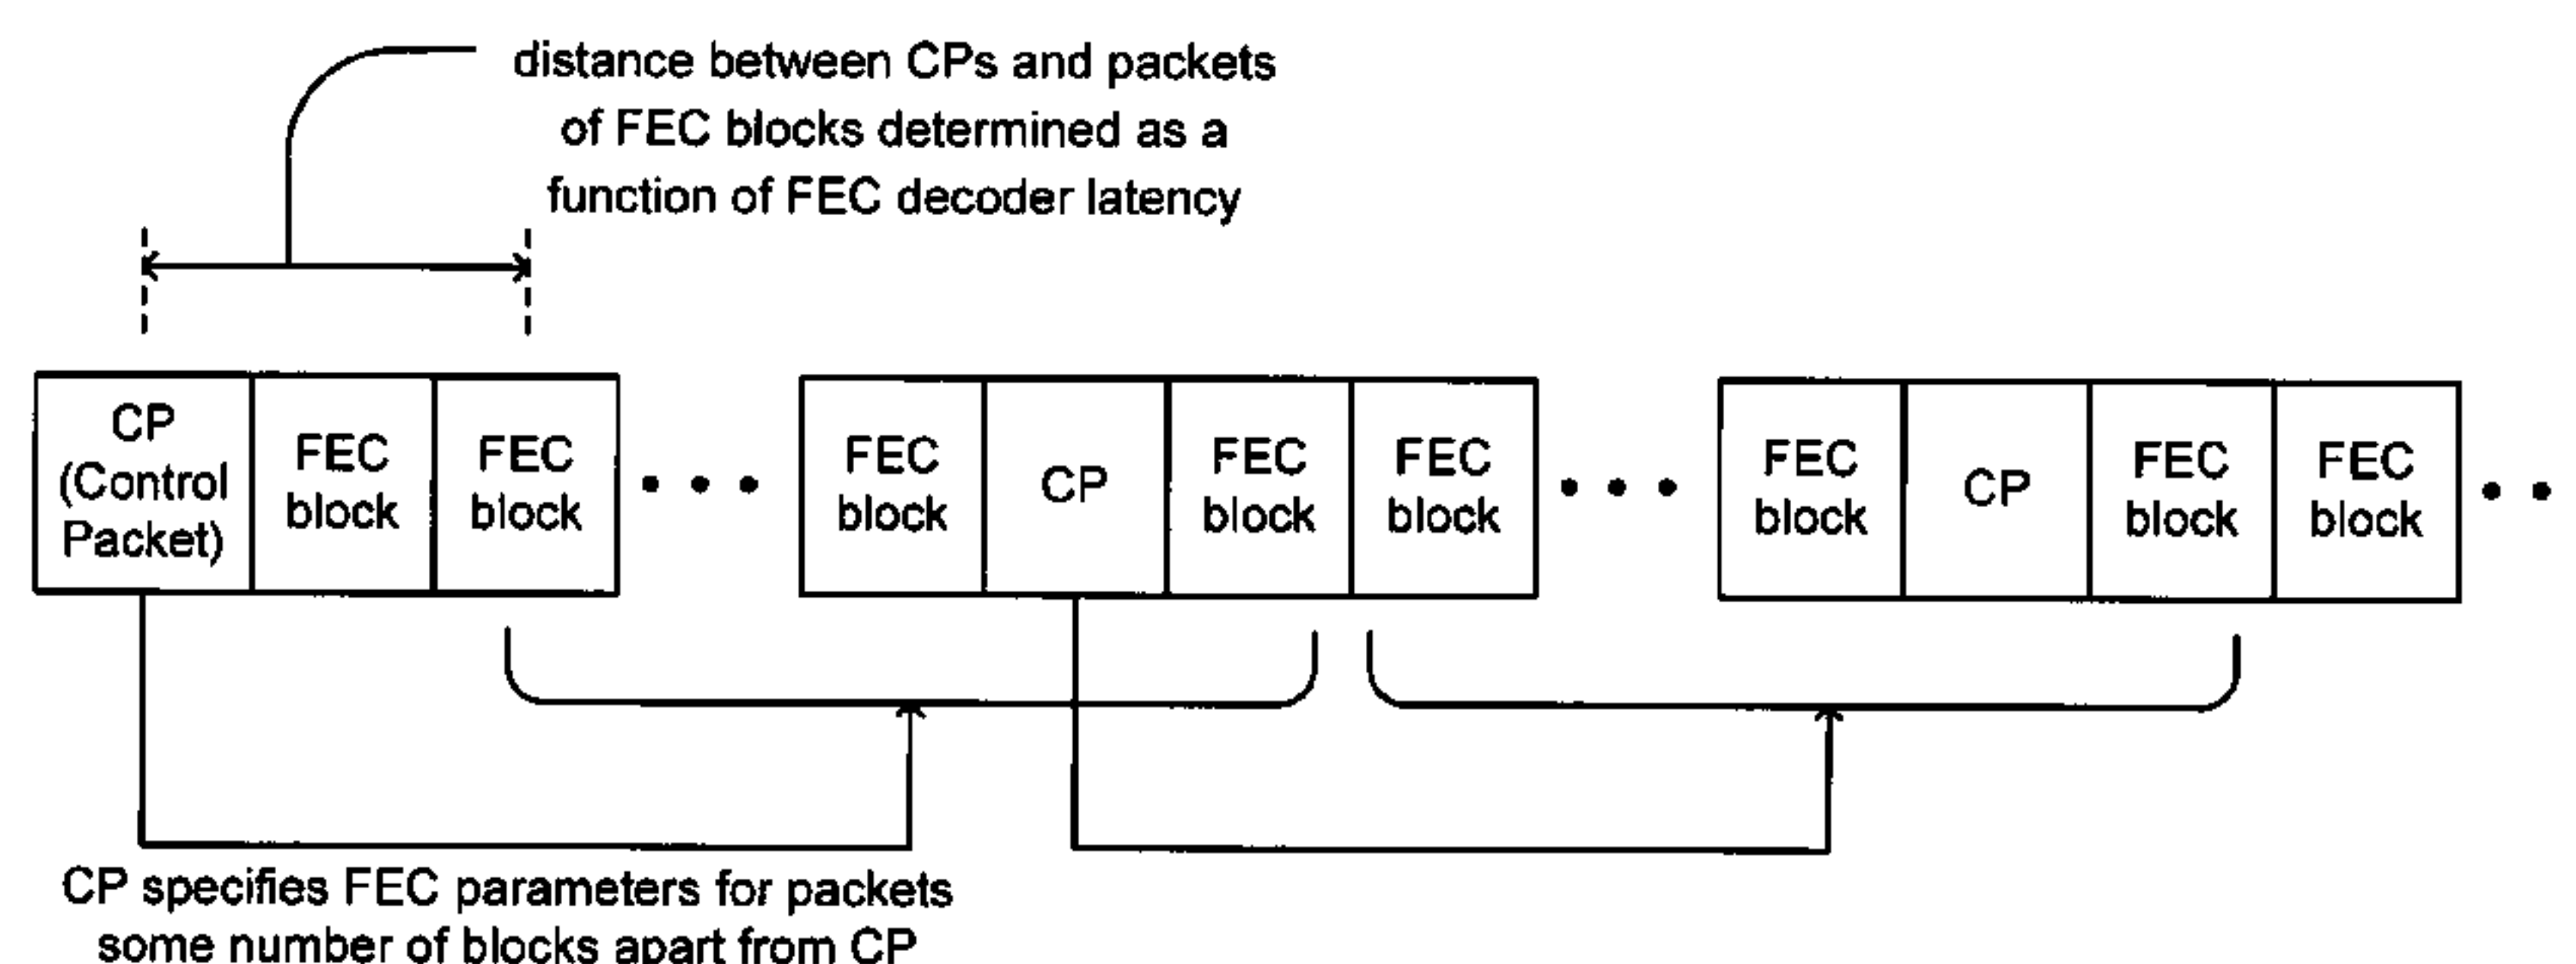 distance between CPs and packets
of FEC blocks determined as a
function of FEC decoder latency
CP
(Control
Packet)
FEC
block
FEC
block
FEC
block
CP
FEC
block
FEC
block
FEC
block
CP
FEC
block
FEC
block
CP specifies FEC parameters for packets
some number of blocks apart from CP